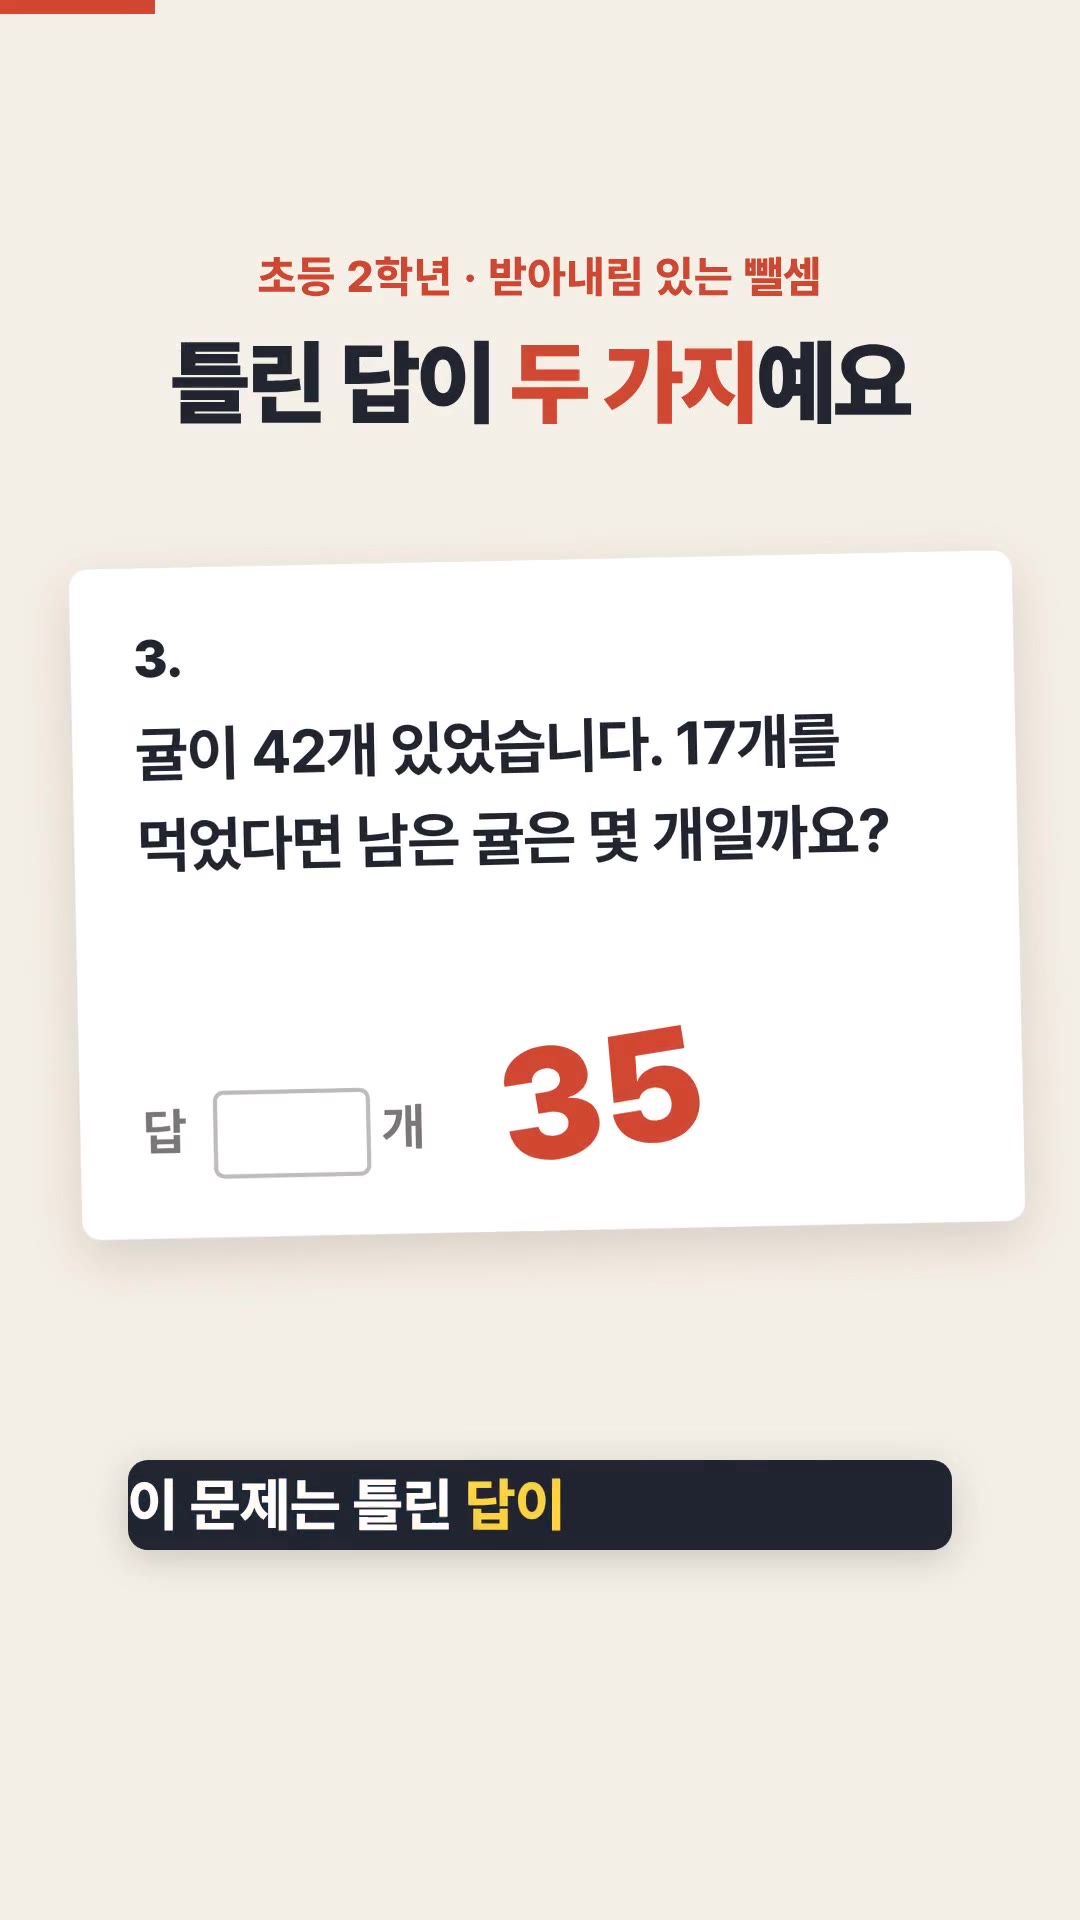 초등 2학년 · 받아내림 있는 뺄셈
틀린 답이 두 가지예요
3.
귤이 42개 있었습니다. 17개를
먹었다면 남은 귤은 몇 개일까요?
답 개 35
이 문제는 틀린 답이